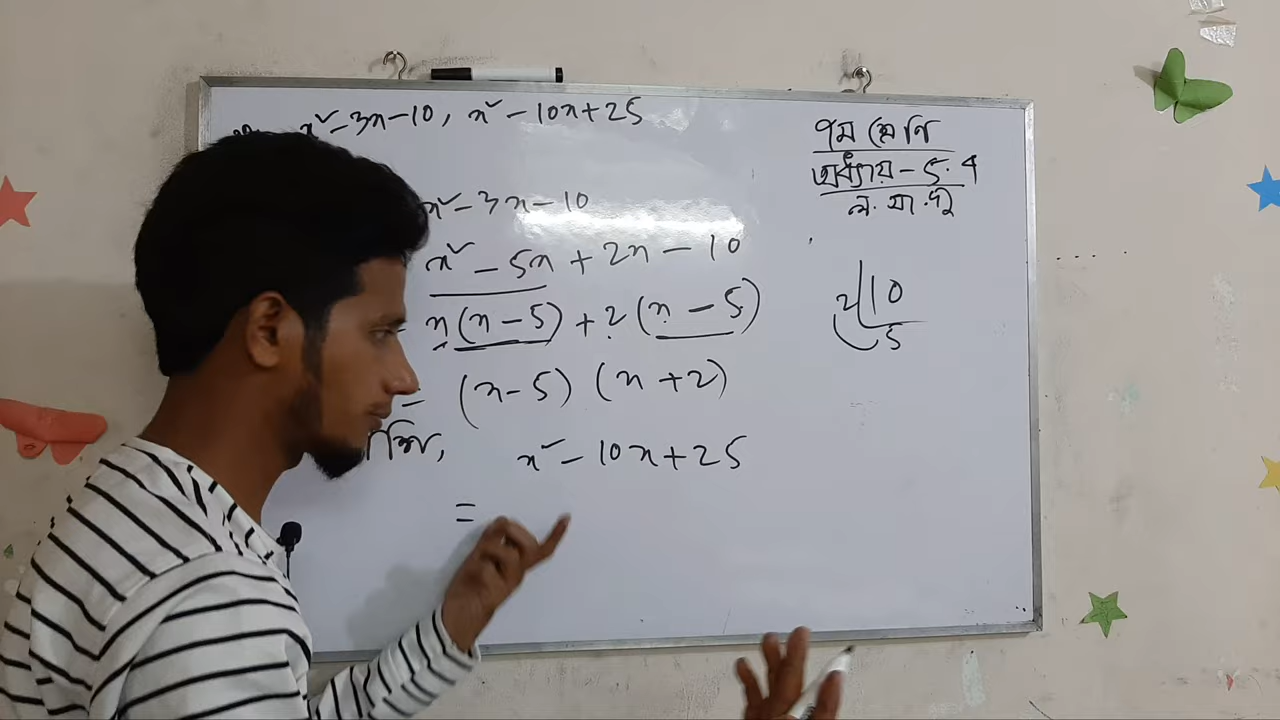 x² - 3x - 10, x² - 10x + 25
x² - 3x - 10
x² - 5x + 2x - 10
x(x - 5) + 2(x - 5)
= (x - 5) (x + 2)
রাশি, x² - 10x + 25
=
৭ম শ্রেণি
অধ্যায় - ৫.৭
ল.সা.গু
2 10
5